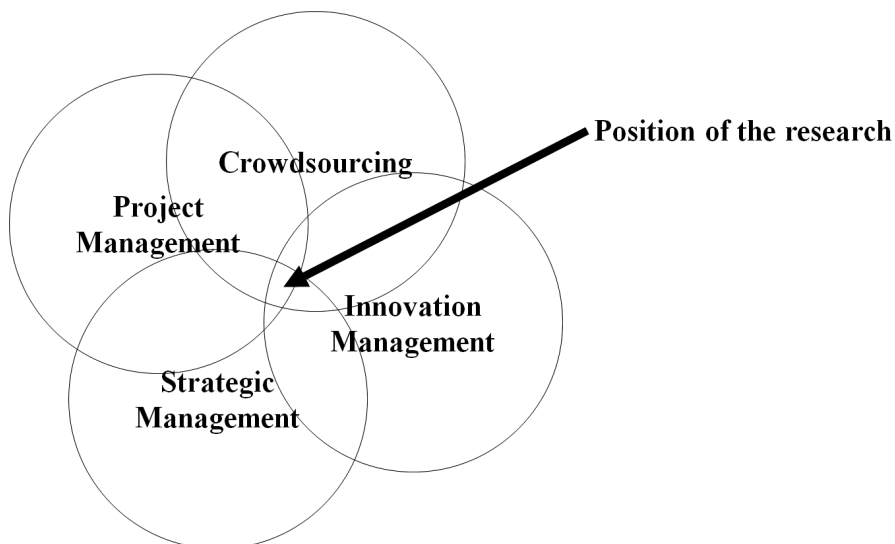 Position of the research
Crowdsourcing
Project
Management
Innovation
Management
Strategic
Management